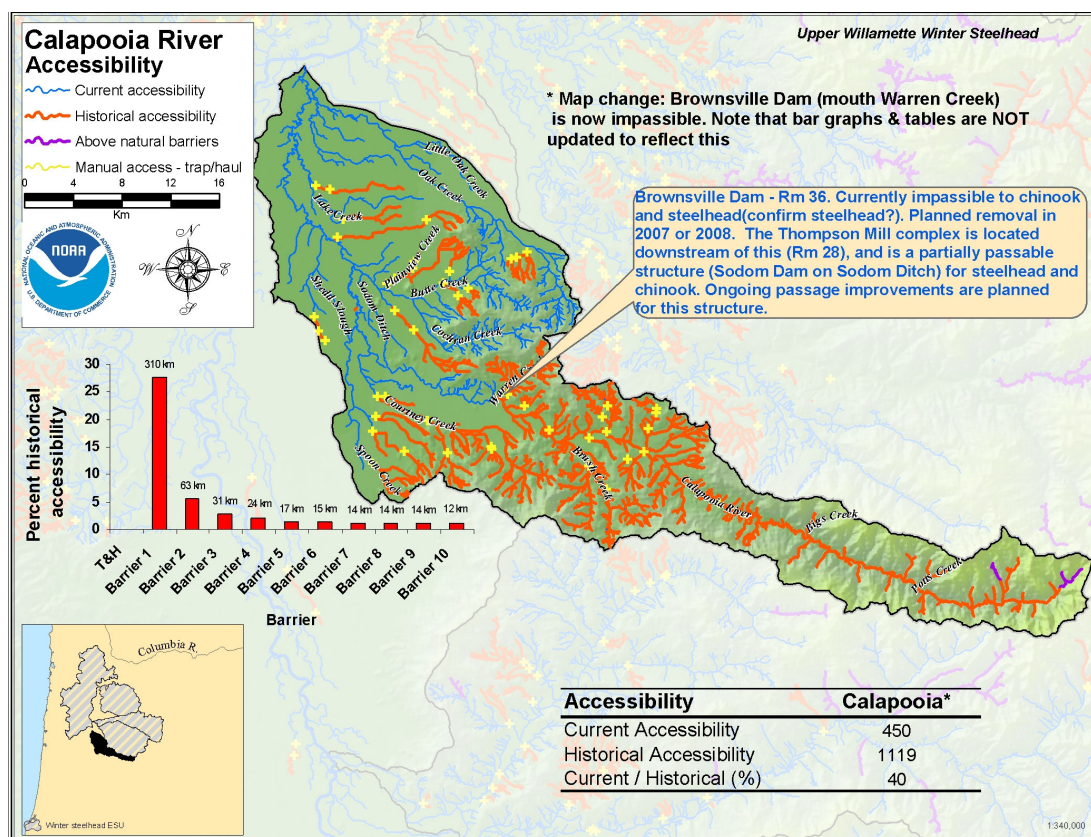 Calapooia River
Accessibility
Current accessibility
Historical accessibility
Above natural barriers
Manual access - trap/haul
0 4 8 12 16
Km
NATIONAL OCEANIC AND ATMOSPHERIC ADMINISTRATION
NOAA
U.S. DEPARTMENT OF COMMERCE
N
W E
S
Upper Willamette Winter Steelhead
* Map change: Brownsville Dam (mouth Warren Creek)
is now impassible. Note that bar graphs & tables are NOT
updated to reflect this
Brownsville Dam - Rm 36. Currently impassible to chinook
and steelhead(confirm steelhead?). Planned removal in
2007 or 2008. The Thompson Mill complex is located
downstream of this (Rm 28), and is a partially passable
structure (Sodom Dam on Sodom Ditch) for steelhead and
chinook. Ongoing passage improvements are planned
for this structure.
Little Oak Creek
Oak Creek
Lake Creek
Plainview Creek
Butte Creek
Shedd Slough
Sodom Ditch
Cochran Creek
Warren
Courtney Creek
Spoon Creek
Brush Creek
Calapooia River
Bigs Creek
Potts Creek
Percent historical
accessibility
30
25
20
15
10
5
0
310 km
63 km
31 km
24 km
17 km
15 km
14 km
14 km
14 km
12 km
T&H
Barrier 1
Barrier 2
Barrier 3
Barrier 4
Barrier 5
Barrier 6
Barrier 7
Barrier 8
Barrier 9
Barrier 10
Barrier
Columbia R.
Winter steelhead ESU
Accessibility Calapooia*
Current Accessibility 450
Historical Accessibility 1119
Current / Historical (%) 40
1:340,000